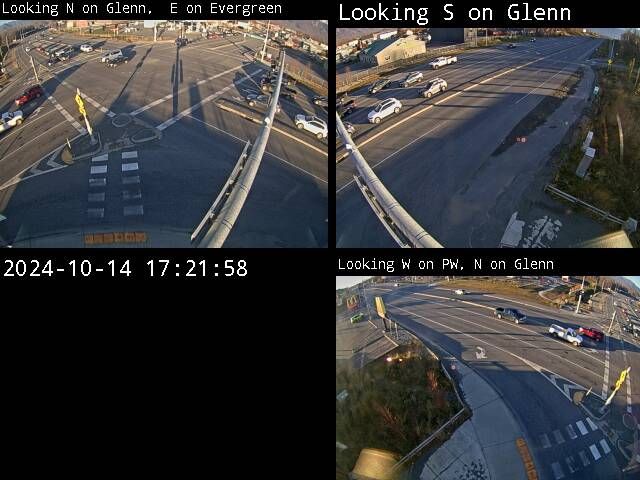 Looking N on Glenn, E on Evergreen
Looking S on Glenn
2024-10-14 17:21:58
Looking W on PW, N on Glenn